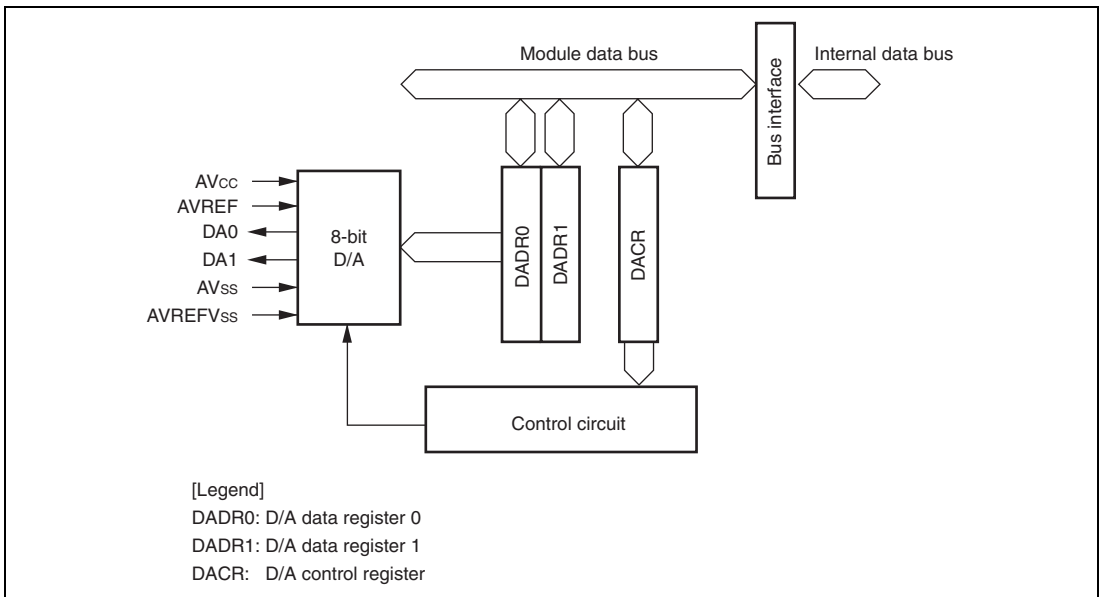 Module data bus
Internal data bus
Bus interface
AVCC
AVREF
DA0
DA1
AVSS
AVREFVSS
8-bit
D/A
DADR0
DADR1
DACR
Control circuit
[Legend]
DADR0: D/A data register 0
DADR1: D/A data register 1
DACR: D/A control register